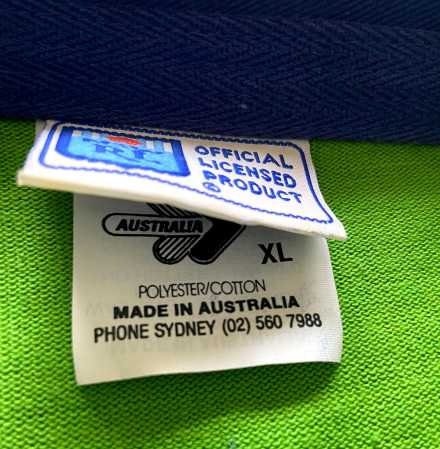 OFFICIAL
LICENSED
PRODUCT
AUSTRALIA
XL
POLYESTER/COTTON
MADE IN AUSTRALIA
PHONE SYDNEY (02) 560 7988